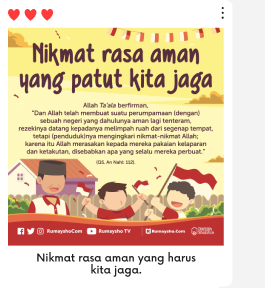 Nikmat rasa aman
yang patut kita jaga
Allah Ta'ala berfirman,
"Dan Allah telah membuat suatu perumpamaan (dengan)
sebuah negeri yang dahulunya aman lagi tenteram,
rezekinya datang kepadanya melimpah ruah dari segenap tempat,
tetapi (penduduk)nya mengingkari nikmat-nikmat Allah;
karena itu Allah merasakan kepada mereka pakaian kelaparan
dan ketakutan, disebabkan apa yang selalu mereka perbuat."
(QS. An Nahl: 112).
RumayshoCom
Rumaysho TV
Rumaysho.Com
Nikmat rasa aman yang harus
kita jaga.